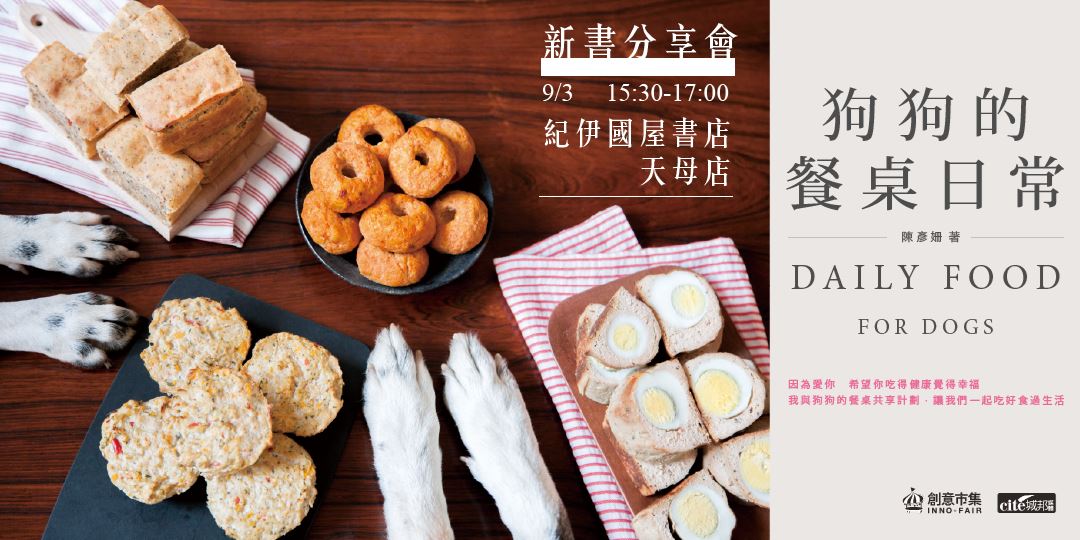 新書分享會
9/3 15:30-17:00
紀伊國屋書店
天母店
狗狗的
餐桌日常
陳彥姍 著
DAILY FOOD
FOR DOGS
因為愛你 希望你吃得健康覺得幸福
我與狗狗的餐桌共享計劃，讓我們一起吃好食過生活
創意市集
INNO-FAIR
cité城邦